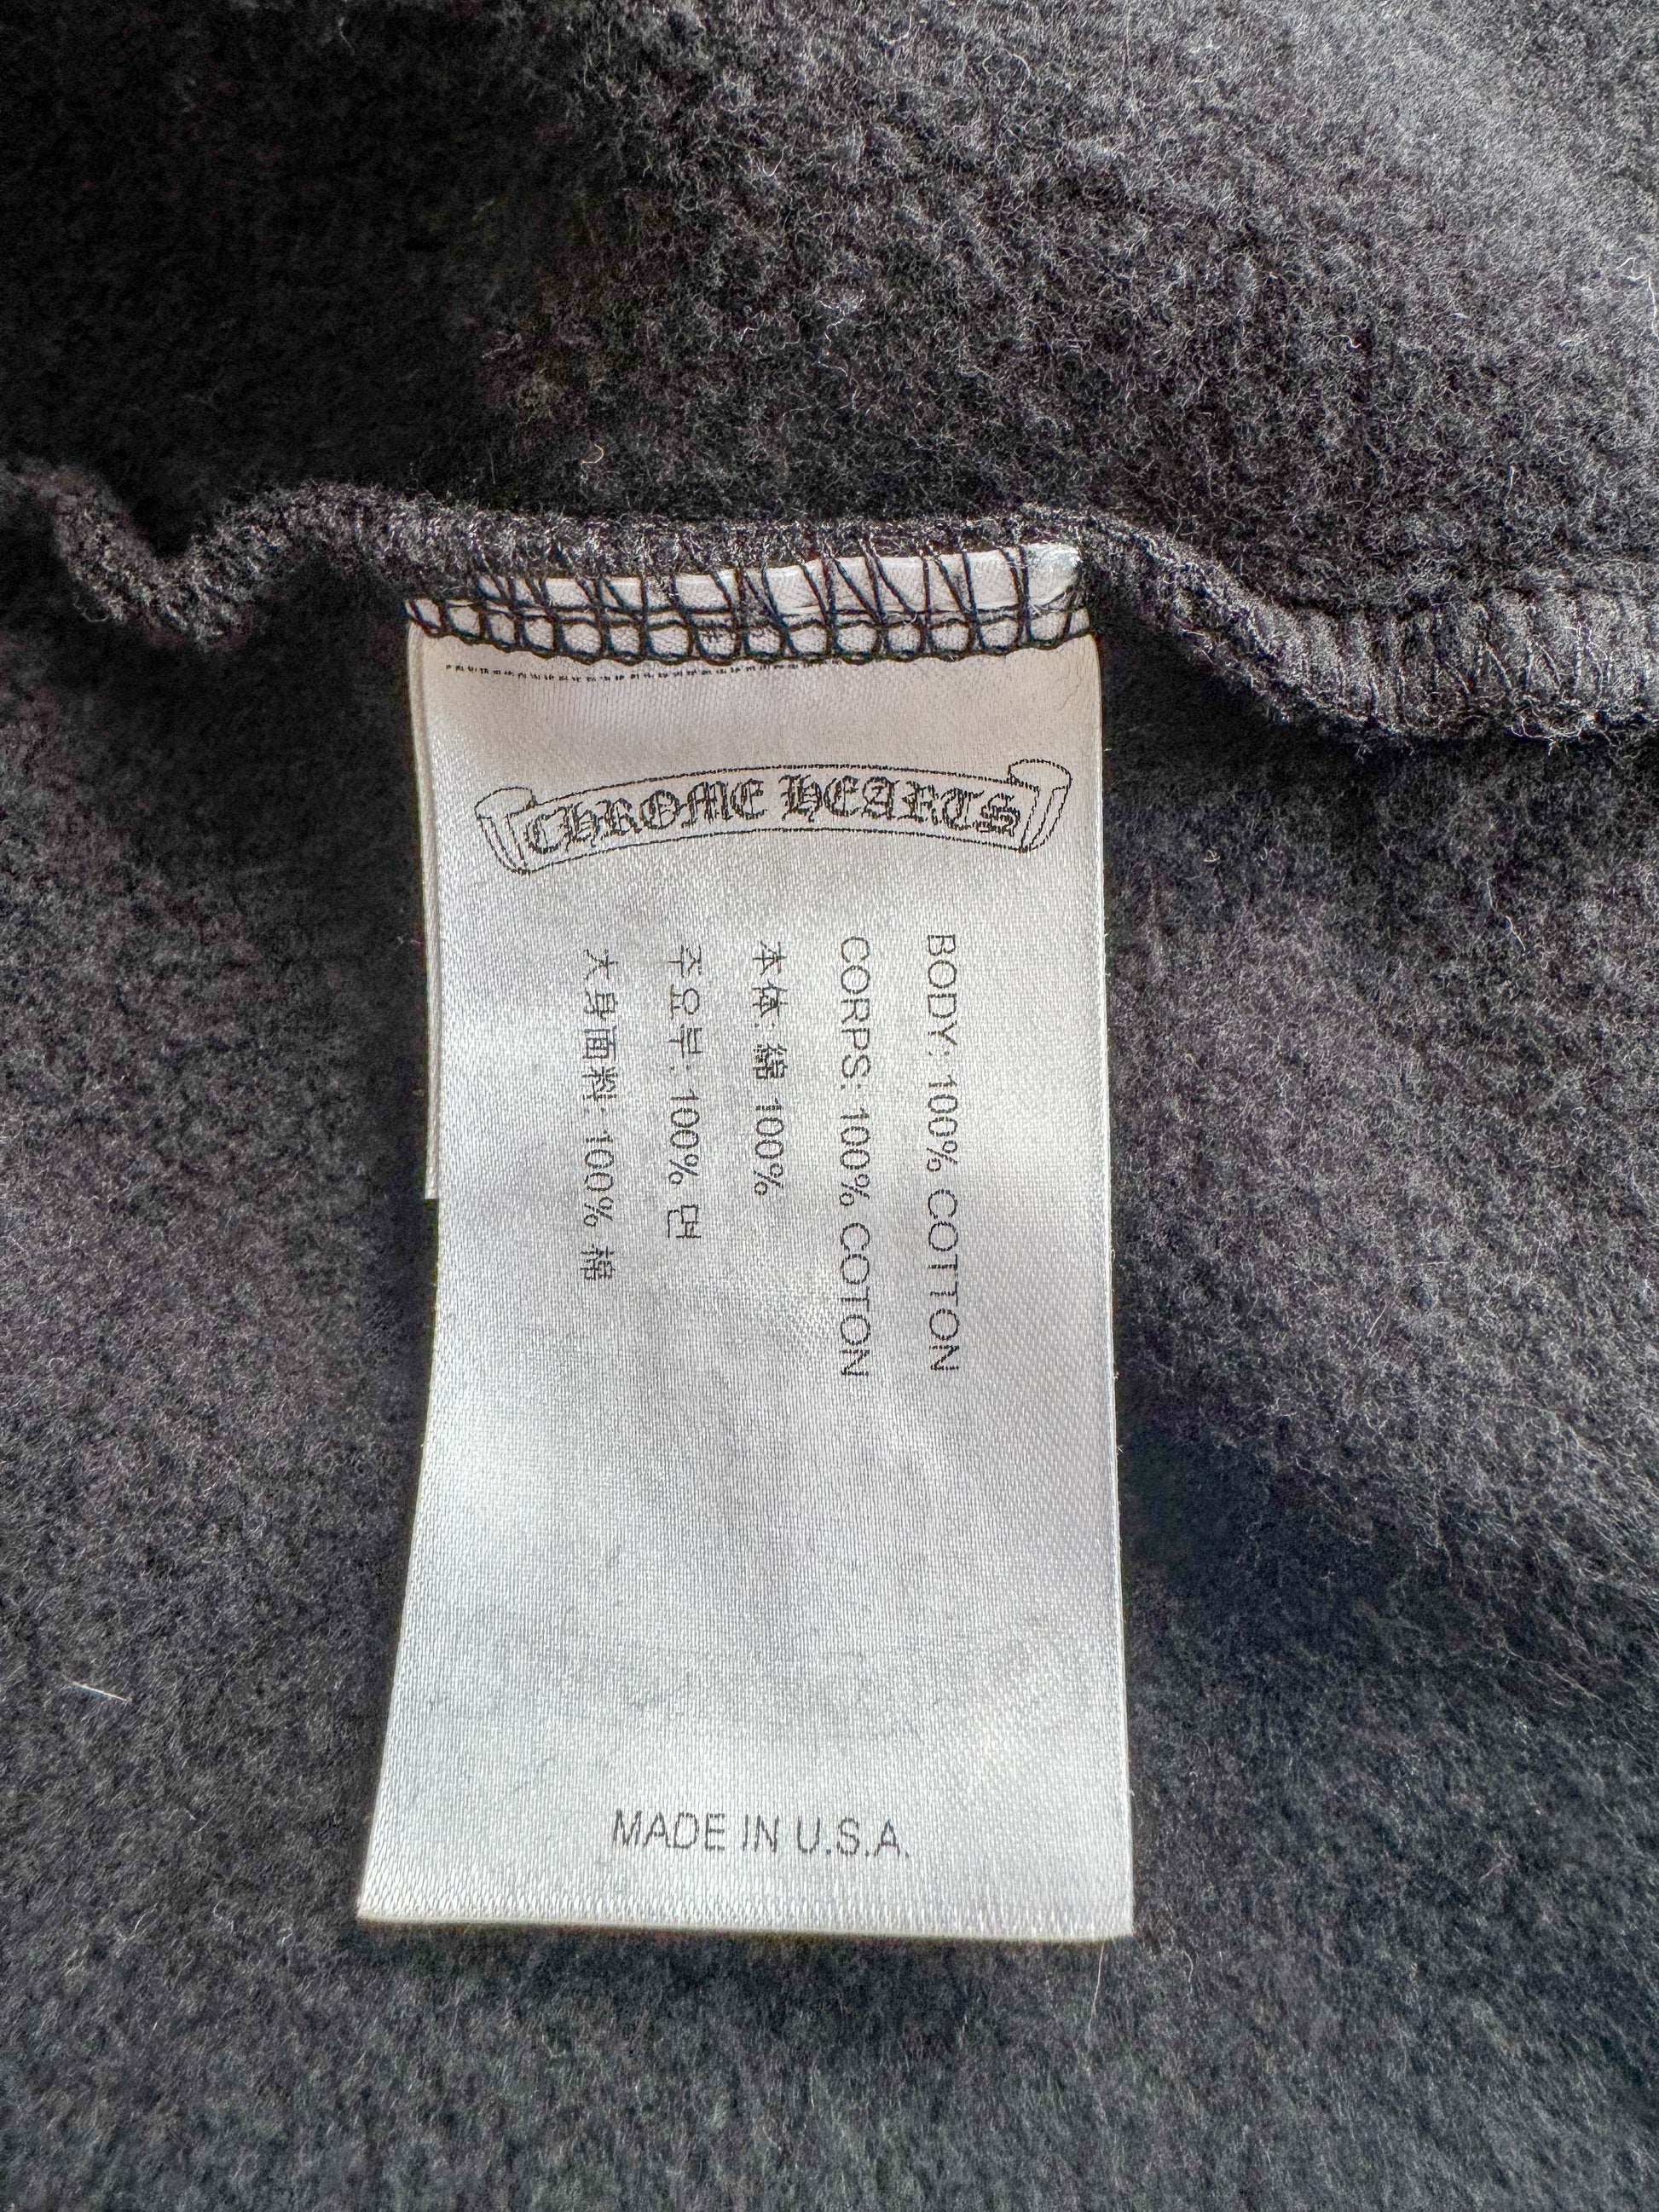 CHROME HEARTS
BODY: 100% COTTON
CORPS: 100% COTON
本体: 綿 100%
주요부: 100% 면
大身面料: 100% 棉
MADE IN U.S.A.